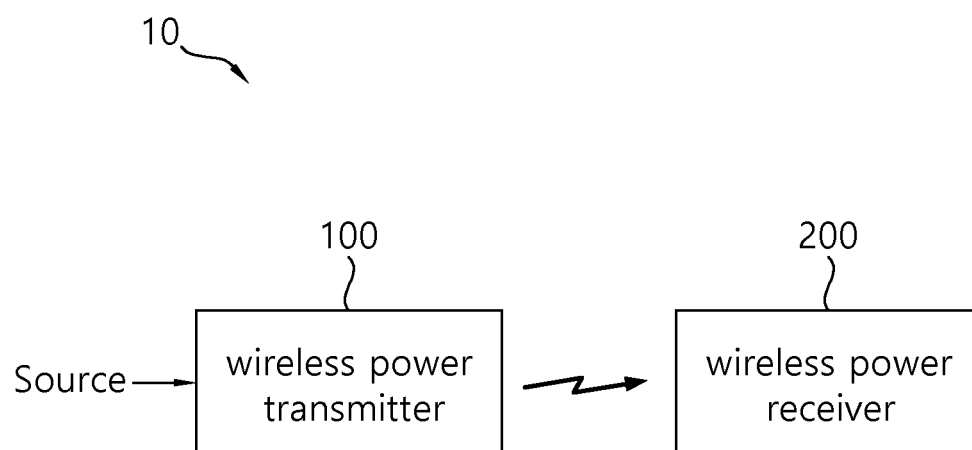 10
100
200
Source
wireless power
transmitter
wireless power
receiver